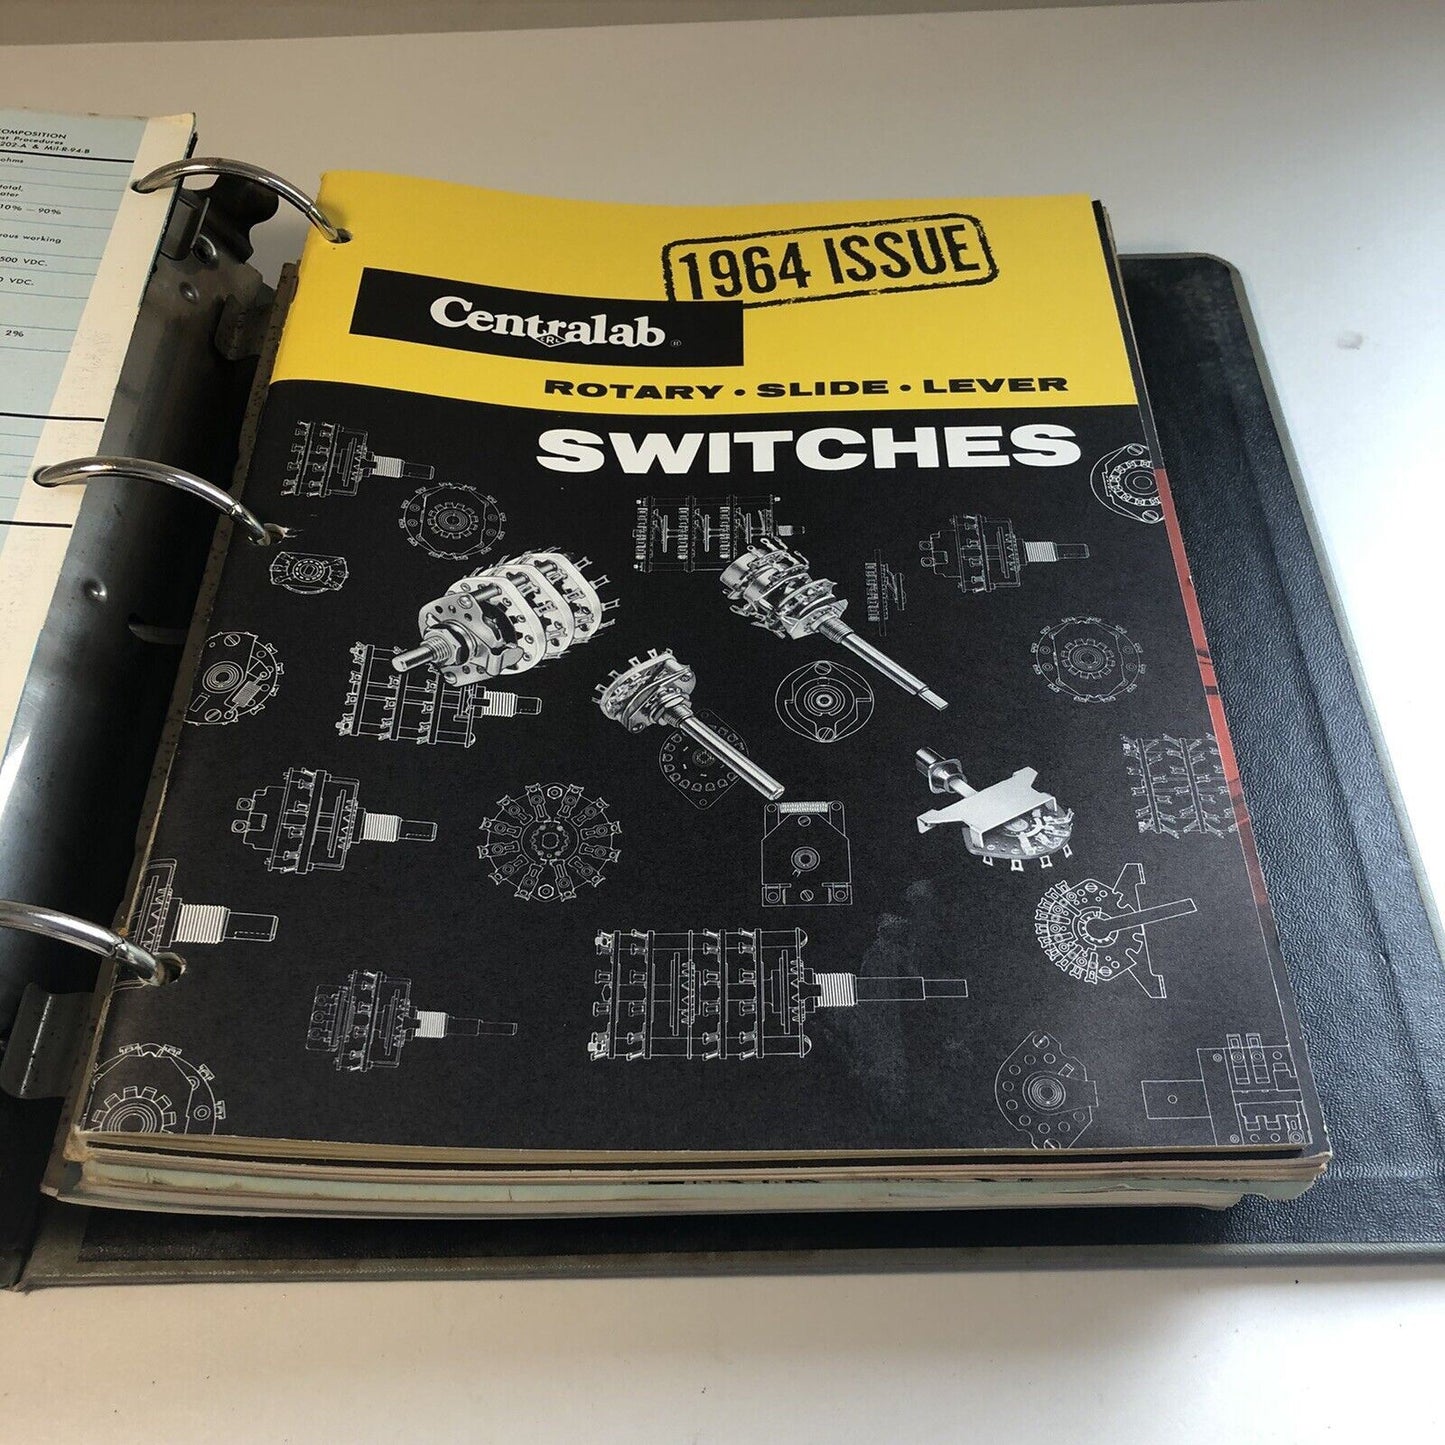 COMPOSITION
Procedures
202-A & Mil-R-94-B
ohms
total,
10% — 90%
working
500 VDC.
VDC.
2%
1964 ISSUE
Centralab ®
CRL
ROTARY • SLIDE • LEVER
SWITCHES